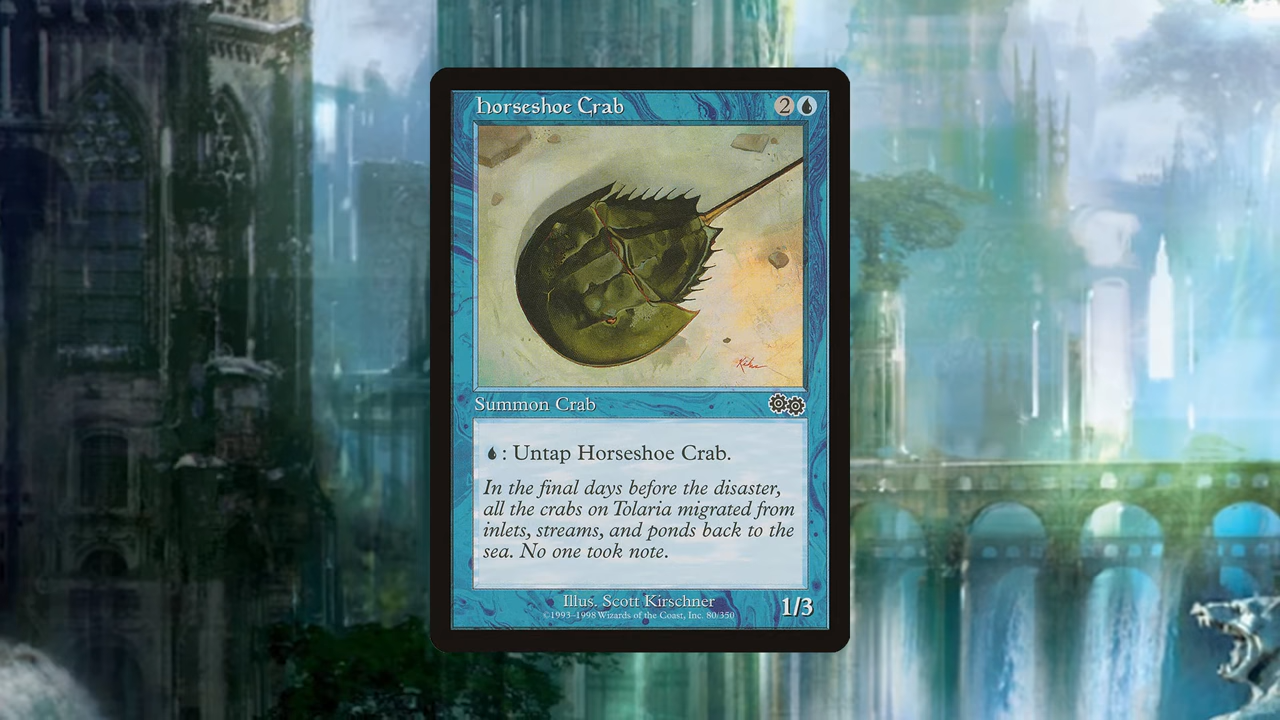 Horseshoe Crab
2
Summon Crab
: Untap Horseshoe Crab.
In the final days before the disaster,
all the crabs on Tolaria migrated from
inlets, streams, and ponds back to the
sea. No one took note.
Illus. Scott Kirschner
©1993–1998 Wizards of the Coast, Inc. 80/350
1/3